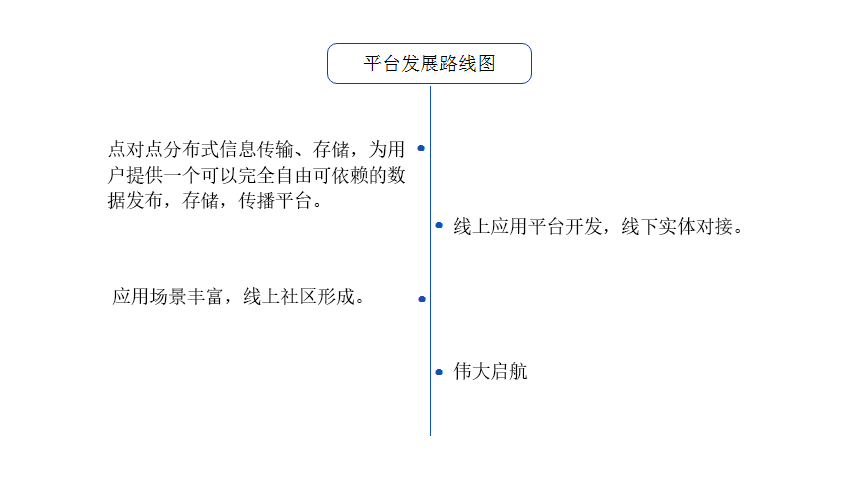 平台发展路线图
点对点分布式信息传输、存储，为用
户提供一个可以完全自由可依赖的数
据发布，存储，传播平台。
线上应用平台开发，线下实体对接。
应用场景丰富，线上社区形成。
伟大启航